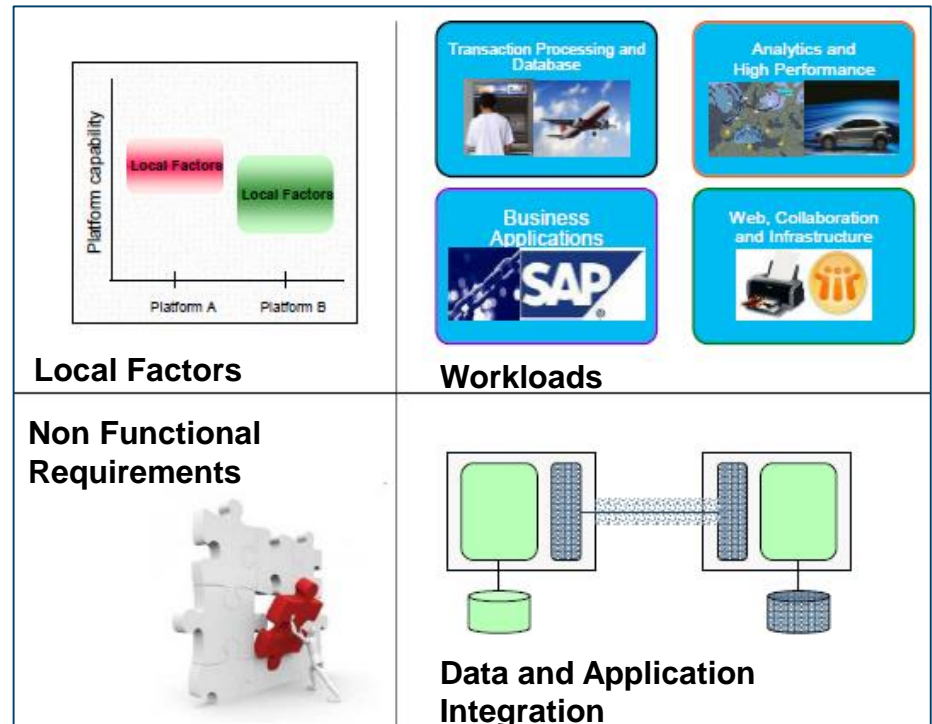 Platform capability
Local Factors
Local Factors
Platform A
Platform B
Local Factors
Transaction Processing and
Database
Analytics and
High Performance
Business
Applications
SAP
®
Web, Collaboration
and Infrastructure
Workloads
Non Functional
Requirements
Data and Application
Integration